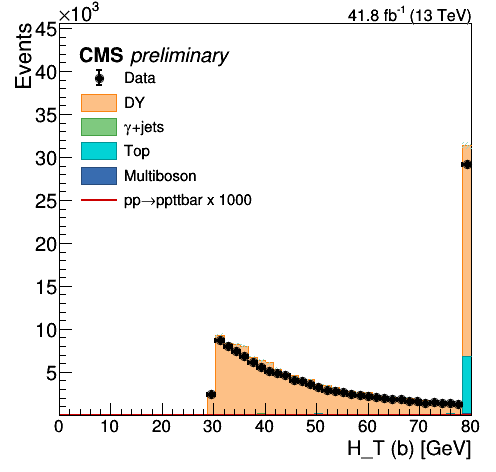 ×10³
41.8 fb⁻¹ (13 TeV)
Events
45
40
35
30
25
20
15
10
5
CMS preliminary
Data
DY
γ+jets
Top
Multiboson
pp→ppttbar x 1000
0 10 20 30 40 50 60 70 80
H_T (b) [GeV]